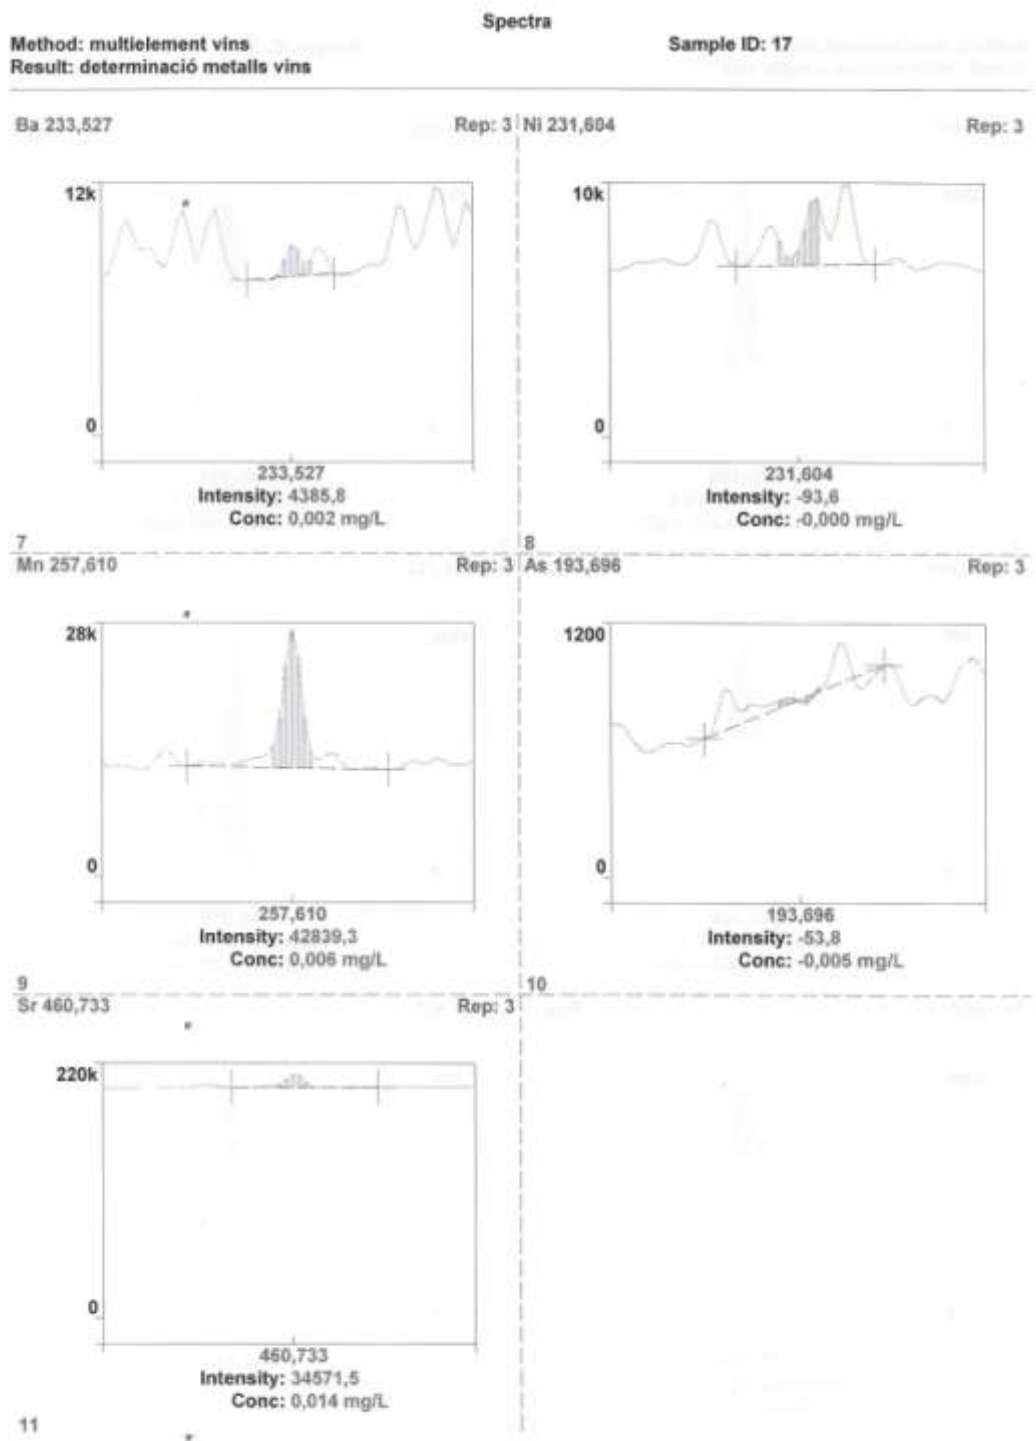 Spectra
Method: multielement vins
Sample ID: 17
Result: determinació metalls vins
Ba 233,527
Rep: 3
12k
0
233,527
Intensity: 4385,8
Conc: 0,002 mg/L
7
Ni 231,604
Rep: 3
10k
0
231,604
Intensity: -93,6
Conc: -0,000 mg/L
8
Mn 257,610
Rep: 3
28k
0
257,610
Intensity: 42839,3
Conc: 0,006 mg/L
9
As 193,696
Rep: 3
1200
0
193,696
Intensity: -53,8
Conc: -0,005 mg/L
10
Sr 460,733
Rep: 3
220k
0
460,733
Intensity: 34571,5
Conc: 0,014 mg/L
11